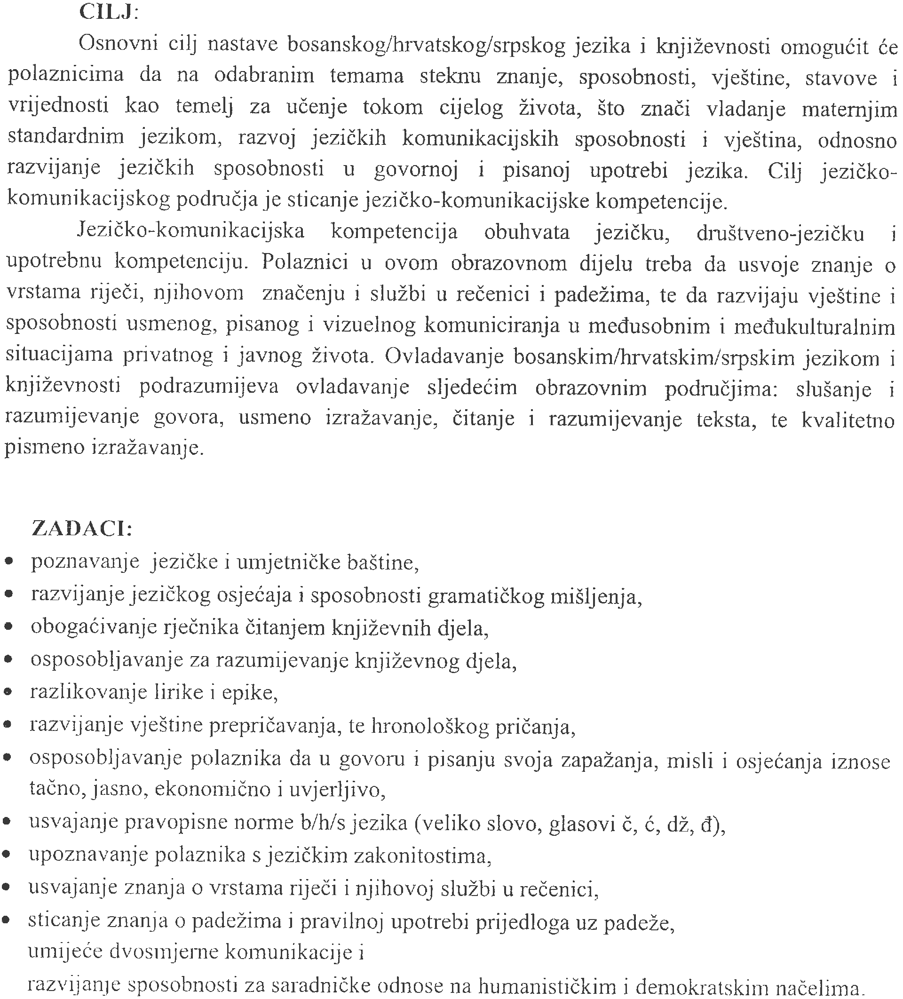 CILJ:
Osnovni cilj nastave bosanskog/hrvatskog/srpskog jezika i književnosti omogućit će
polaznicima da na odabranim temama steknu znanje, sposobnosti, vještine, stavove i
vrijednosti kao temelj za učenje tokom cijelog života, što znači vladanje maternjim
standardnim jezikom, razvoj jezičkih komunikacijskih sposobnosti i vještina, odnosno
razvijanje jezičkih sposobnosti u govornoj i pisanoj upotrebi jezika. Cilj jezičko-
komunikacijskog područja je sticanje jezičko-komunikacijske kompetencije.
Jezičko-komunikacijska kompetencija obuhvata jezičku, društveno-jezičku i
upotrebnu kompetenciju. Polaznici u ovom obrazovnom dijelu treba da usvoje znanje o
vrstama riječi, njihovom značenju i službi u rečenici i padežima, te da razvijaju vještine i
sposobnosti usmenog, pisanog i vizuelnog komuniciranja u međusobnim i međukulturalnim
situacijama privatnog i javnog života. Ovladavanje bosanskim/hrvatskim/srpskim jezikom i
književnosti podrazumijeva ovladavanje sljedećim obrazovnim područjima: slušanje i
razumijevanje govora, usmeno izražavanje, čitanje i razumijevanje teksta, te kvalitetno
pismeno izražavanje.
ZADACI:
• poznavanje jezičke i umjetničke baštine,
• razvijanje jezičkog osjećaja i sposobnosti gramatičkog mišljenja,
• obogaćivanje rječnika čitanjem književnih djela,
• osposobljavanje za razumijevanje književnog djela,
• razlikovanje lirike i epike,
• razvijanje vještine prepričavanja, te hronološkog pričanja,
• osposobljavanje polaznika da u govoru i pisanju svoja zapažanja, misli i osjećanja iznose
tačno, jasno, ekonomično i uvjerljivo,
• usvajanje pravopisne norme b/h/s jezika (veliko slovo, glasovi č, ć, dž, đ),
• upoznavanje polaznika s jezičkim zakonitostima,
• usvajanje znanja o vrstama riječi i njihovoj službi u rečenici,
• sticanje znanja o padežima i pravilnoj upotrebi prijedloga uz padeže,
umijeće dvosmjerne komunikacije i
razvijanje sposobnosti za saradničke odnose na humanističkim i demokratskim načelima.